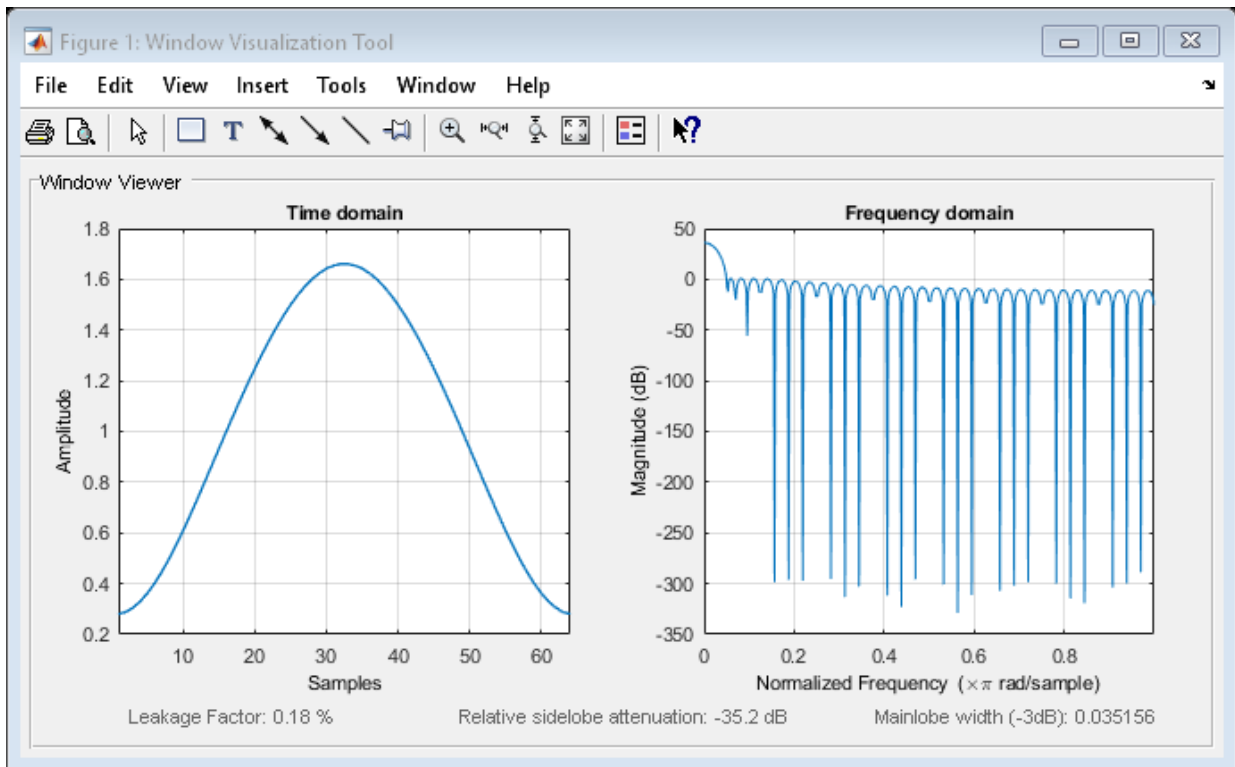 Figure 1: Window Visualization Tool
File Edit View Insert Tools Window Help
T
?
Window Viewer
Time domain
1.8
1.6
1.4
1.2
1
0.8
0.6
0.4
0.2
Amplitude
10 20 30 40 50 60
Samples
Frequency domain
50
0
-50
-100
-150
-200
-250
-300
-350
Magnitude (dB)
0 0.2 0.4 0.6 0.8
Normalized Frequency (×π rad/sample)
Leakage Factor: 0.18 % Relative sidelobe attenuation: -35.2 dB Mainlobe width (-3dB): 0.035156